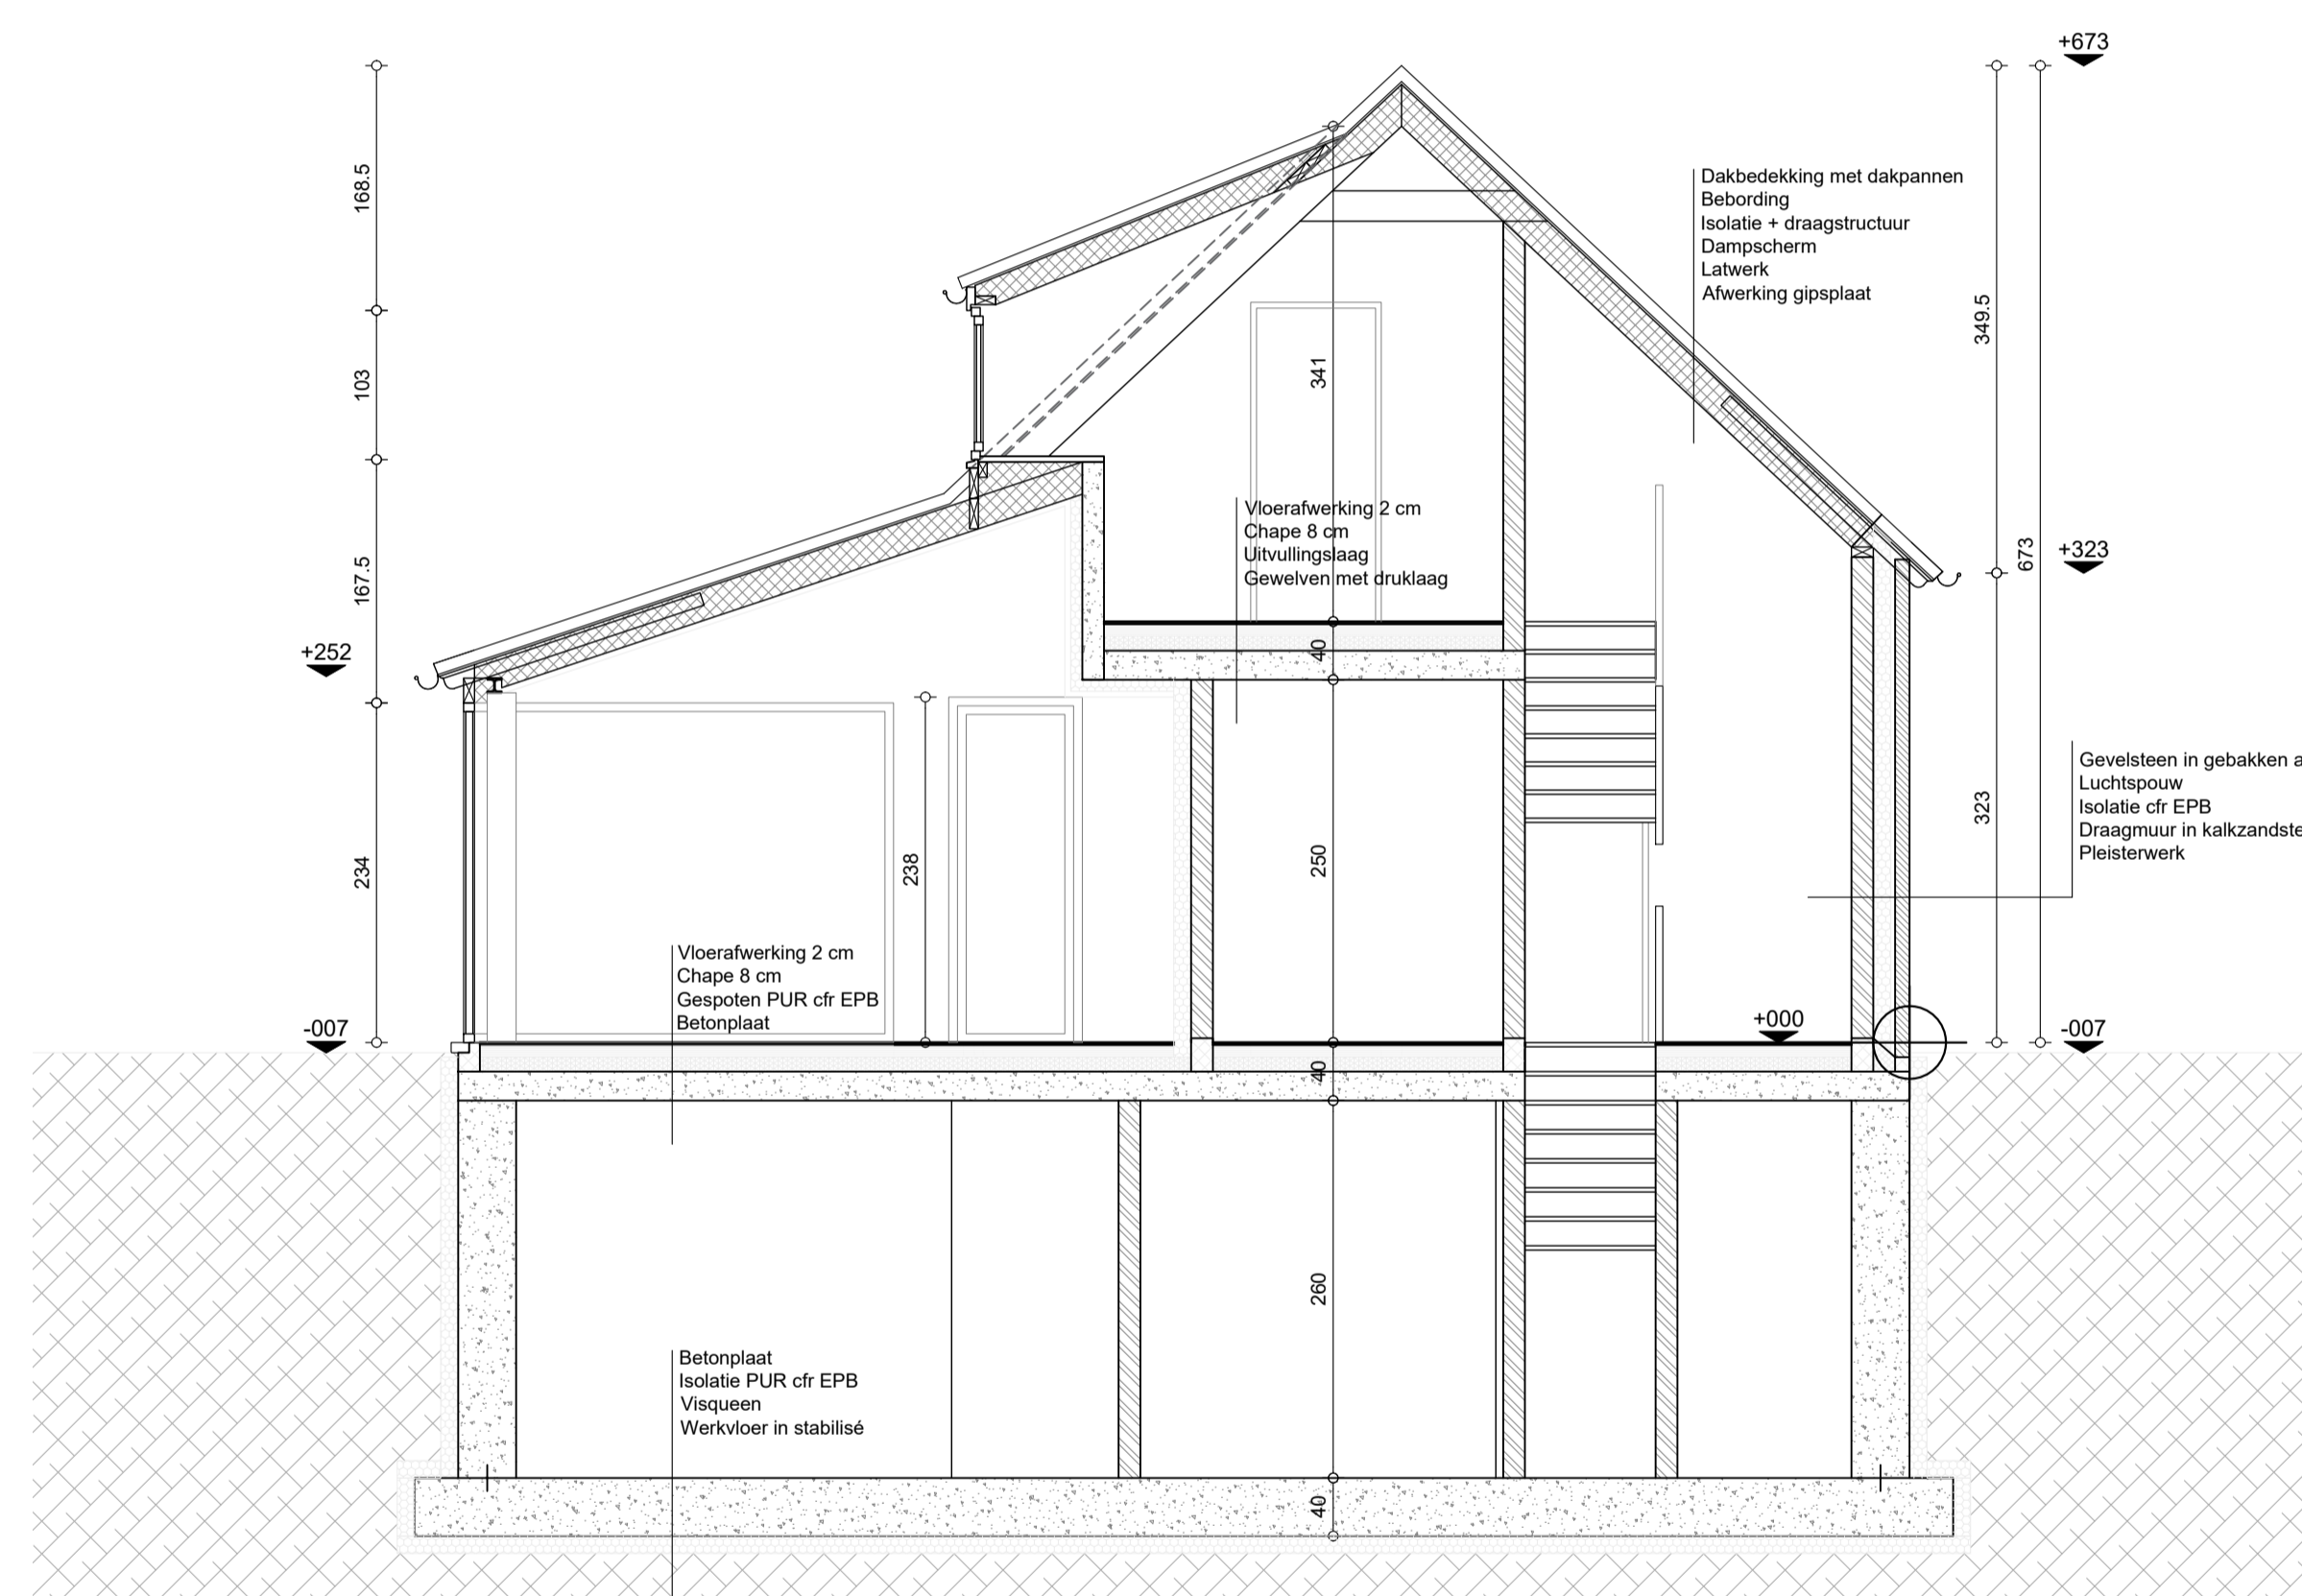 +673
168.5
Dakbedekking met dakpannen
Bebording
Isolatie + draagstructuur
Dampscherm
Latwerk
Afwerking gipsplaat
349.5
103
341
Vloerafwerking 2 cm
Chape 8 cm
Uitvullingslaag
Gewelven met druklaag
+323
673
167.5
+252
40
Gevelsteen in gebakken a
Luchtspouw
Isolatie cfr EPB
Draagmuur in kalkzandste
Pleisterwerk
323
234
238
250
Vloerafwerking 2 cm
Chape 8 cm
Gespoten PUR cfr EPB
Betonplaat
-007
+000
-007
40
260
Betonplaat
Isolatie PUR cfr EPB
Visqueen
Werkvloer in stabilisé
40